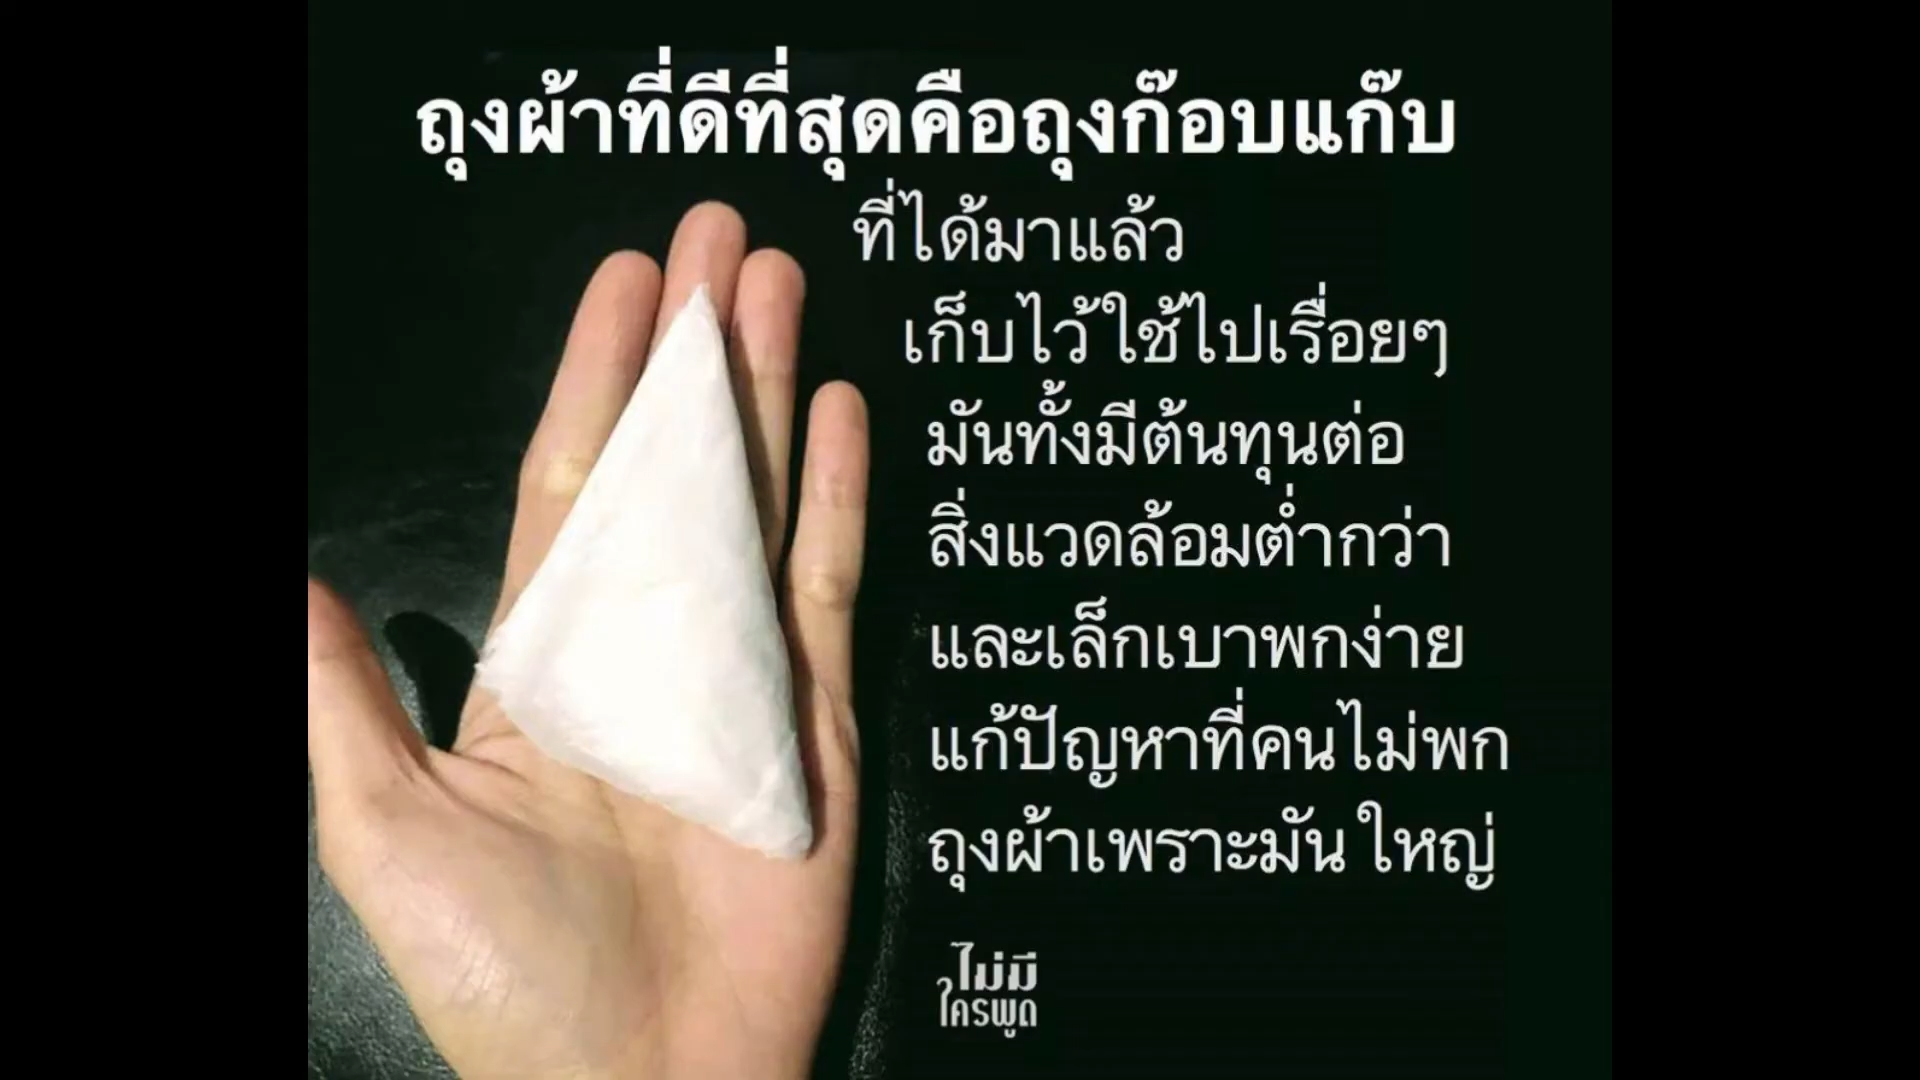 ถุงผ้าที่ดีที่สุดคือถุงก๊อบแก๊บ
ที่ได้มาแล้ว
เก็บไว้ใช้ไปเรื่อยๆ
มันทั้งมีต้นทุนต่อ
สิ่งแวดล้อมต่ำกว่า
และเล็กเบาพกง่าย
แก้ปัญหาที่คนไม่พก
ถุงผ้าเพราะมันใหญ่
ไม่มี
ใครพูด